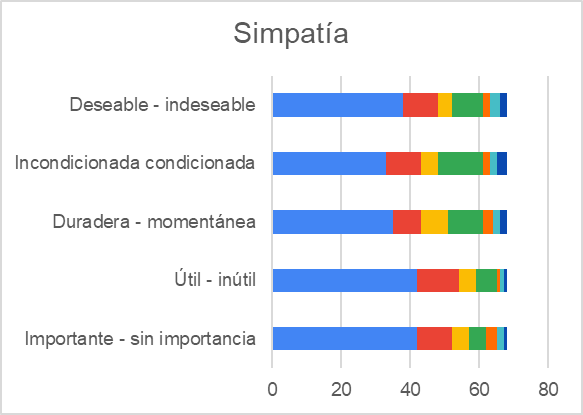 Simpatía
Deseable - indeseable
Incondicionada condicionada
Duradera - momentánea
Útil - inútil
Importante - sin importancia
0 20 40 60 80